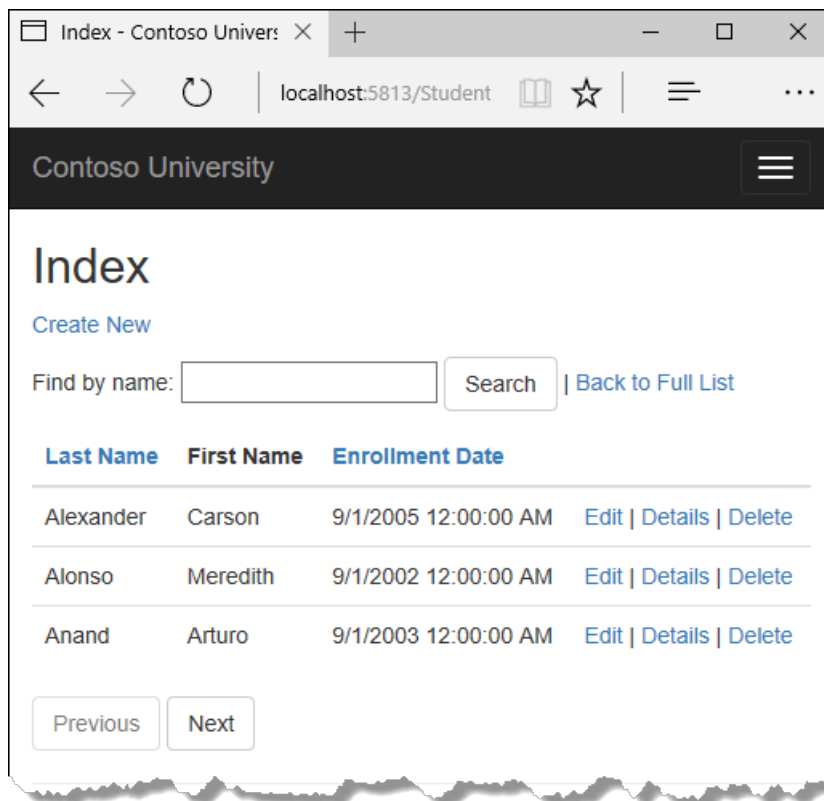 Index - Contoso Univers
localhost:5813/Student
Contoso University
Index
Create New
Find by name: Search | Back to Full List
Last Name First Name Enrollment Date
Alexander Carson 9/1/2005 12:00:00 AM Edit | Details | Delete
Alonso Meredith 9/1/2002 12:00:00 AM Edit | Details | Delete
Anand Arturo 9/1/2003 12:00:00 AM Edit | Details | Delete
Previous Next